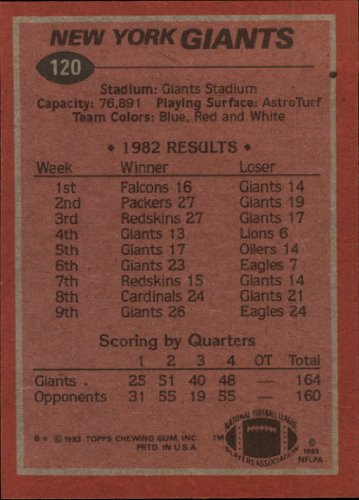 NEW YORK GIANTS
120
Stadium: Giants Stadium
Capacity: 76,891 Playing Surface: AstroTurf
Team Colors: Blue, Red and White
• 1982 RESULTS •
Week Winner Loser
1st Falcons 16 Giants 14
2nd Packers 27 Giants 19
3rd Redskins 27 Giants 17
4th Giants 13 Lions 6
5th Giants 17 Oilers 14
6th Giants 23 Eagles 7
7th Redskins 15 Giants 14
8th Cardinals 24 Giants 21
9th Giants 26 Eagles 24
Scoring by Quarters
1 2 3 4 OT Total
Giants 25 51 40 48 — 164
Opponents 31 55 19 55 — 160
NATIONAL FOOTBALL LEAGUE
PLAYERS ASSOCIATION
TM
B* © 1983 TOPPS CHEWING GUM, INC.
PRTD. IN U.S.A.
© 1983
NFLPA